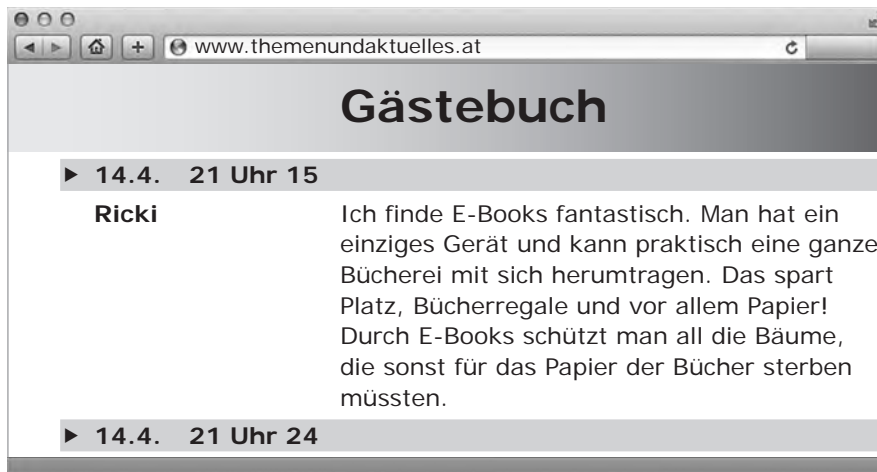 www.themenundaktuelles.at
Gästebuch
14.4. 21 Uhr 15
Ricki
Ich finde E-Books fantastisch. Man hat ein
einziges Gerät und kann praktisch eine ganze
Bücherei mit sich herumtragen. Das spart
Platz, Bücherregale und vor allem Papier!
Durch E-Books schützt man all die Bäume,
die sonst für das Papier der Bücher sterben
müssten.
14.4. 21 Uhr 24